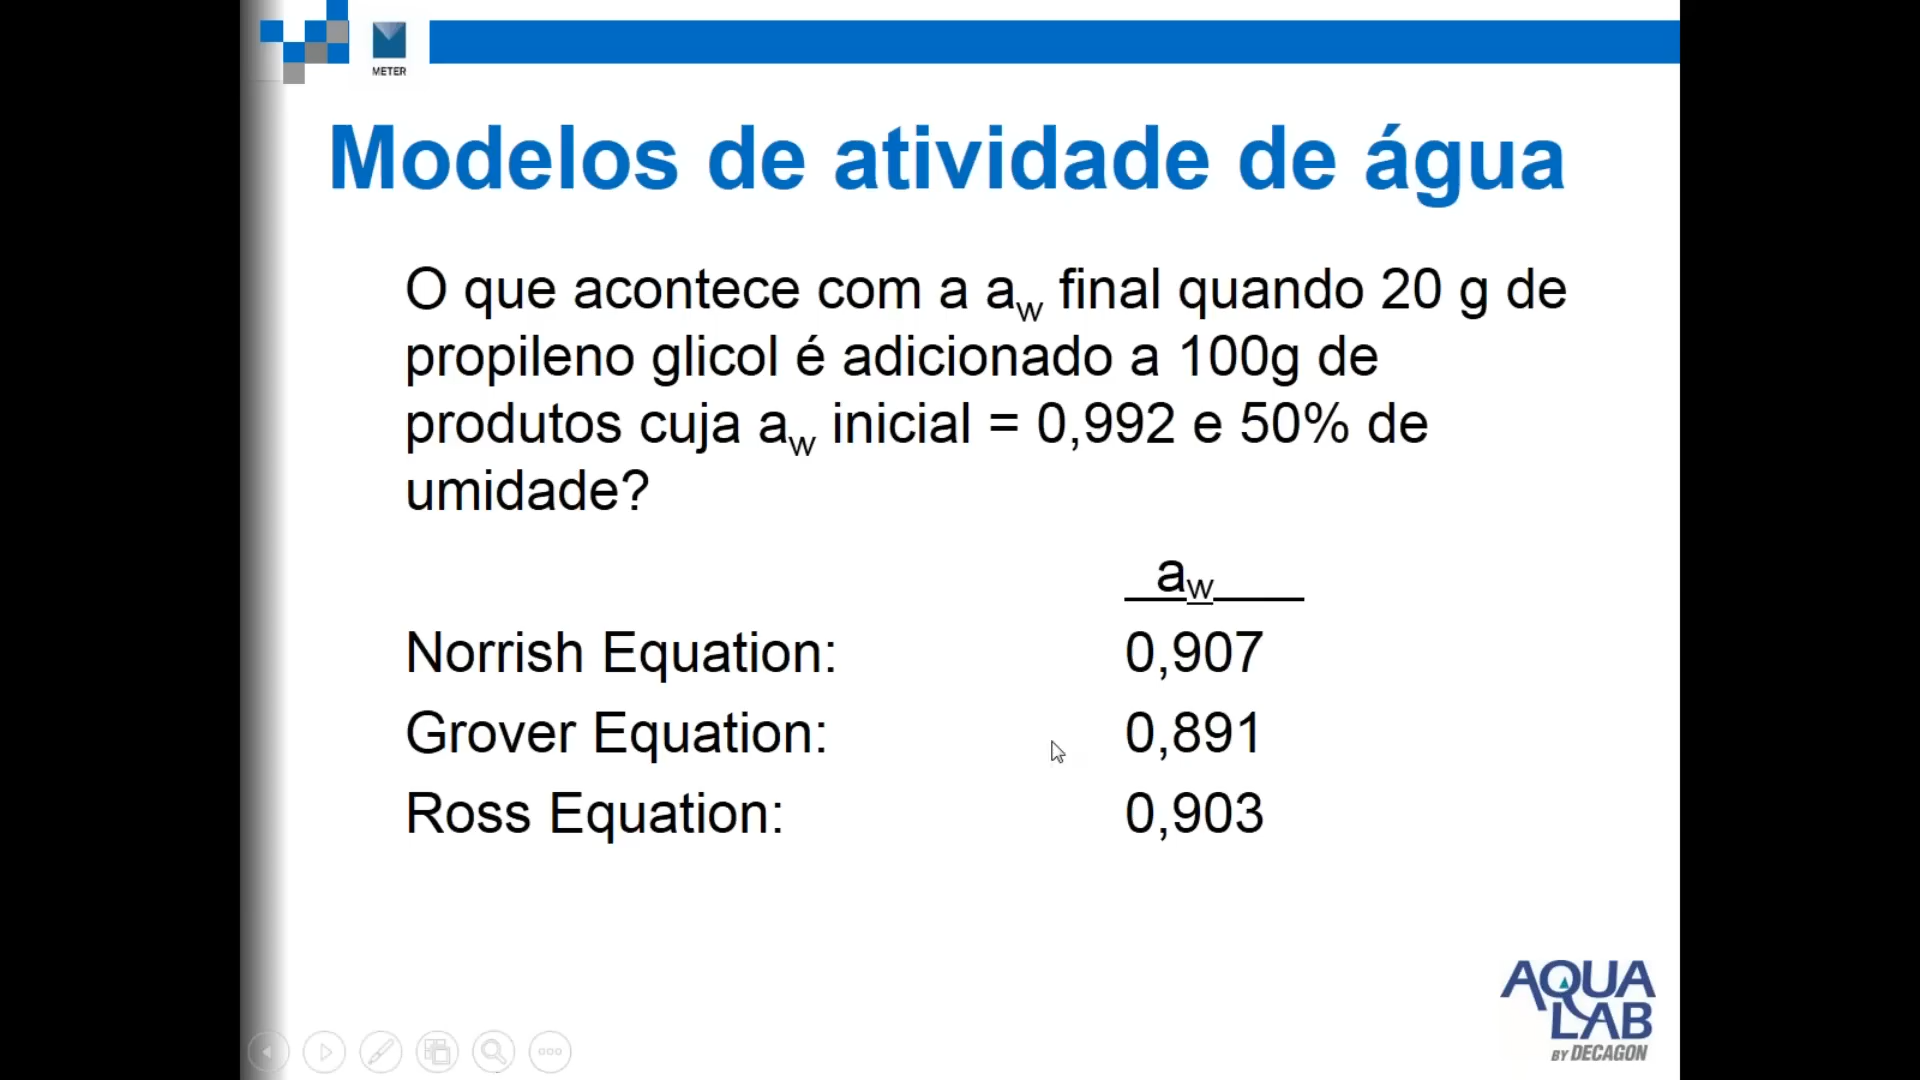 METER
Modelos de atividade de água
O que acontece com a aw final quando 20 g de
propileno glicol é adicionado a 100g de
produtos cuja aw inicial = 0,992 e 50% de
umidade?
aw
Norrish Equation: 0,907
Grover Equation: 0,891
Ross Equation: 0,903
AQUA
LAB
BY DECAGON